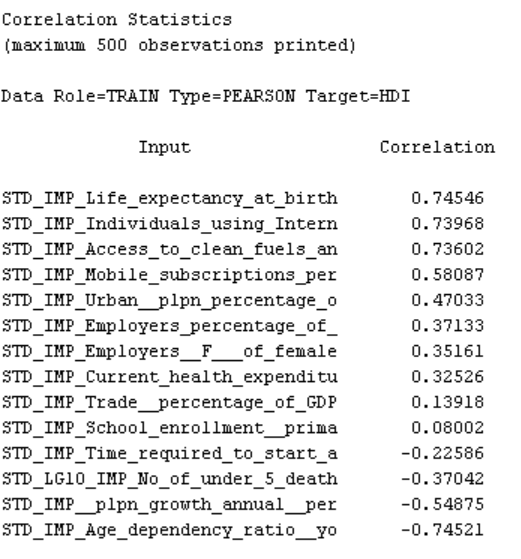 Correlation Statistics
(maximum 500 observations printed)
Data Role=TRAIN Type=PEARSON Target=HDI
Input Correlation
STD_IMP_Life_expectancy_at_birth 0.74546
STD_IMP_Individuals_using_Intern 0.73968
STD_IMP_Access_to_clean_fuels_an 0.73602
STD_IMP_Mobile_subscriptions_per 0.58087
STD_IMP_Urban__plpn_percentage_o 0.47033
STD_IMP_Employers_percentage_of_ 0.37133
STD_IMP_Employers__F___of_female 0.35161
STD_IMP_Current_health_expenditu 0.32526
STD_IMP_Trade__percentage_of_GDP 0.13918
STD_IMP_School_enrollment__prima 0.08002
STD_IMP_Time_required_to_start_a -0.22586
STD_LG10_IMP_No_of_under_5_death -0.37042
STD_IMP__plpn_growth_annual__per -0.54875
STD_IMP_Age_dependency_ratio__yo -0.74521